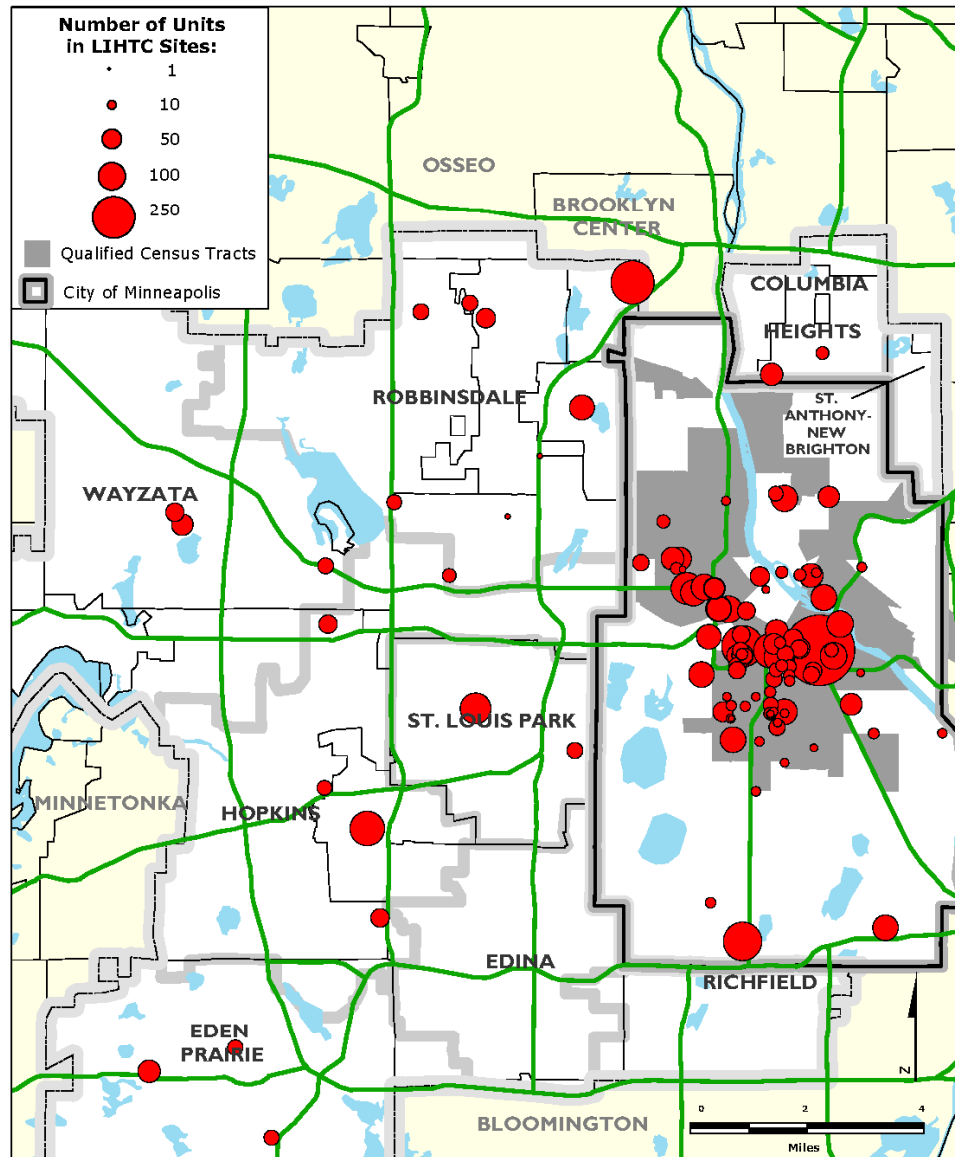 Number of Units
in LIHTC Sites:
1
10
50
100
250
Qualified Census Tracts
City of Minneapolis
OSSEO
BROOKLYN
CENTER
COLUMBIA
HEIGHTS
ROBBINSDALE
ST.
ANTHONY-
NEW
BRIGHTON
WAYZATA
ST. LOUIS PARK
MINNETONKA
HOPKINS
EDINA
RICHFIELD
EDEN
PRAIRIE
N
BLOOMINGTON
0 2 4
Miles